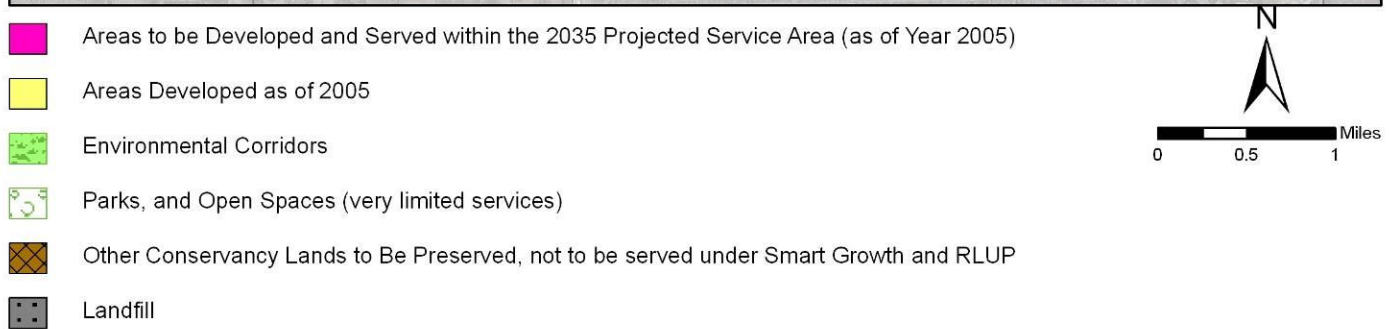 N
Areas to be Developed and Served within the 2035 Projected Service Area (as of Year 2005)
Areas Developed as of 2005
Environmental Corridors
Miles
0 0.5 1
Parks, and Open Spaces (very limited services)
Other Conservancy Lands to Be Preserved, not to be served under Smart Growth and RLUP
Landfill